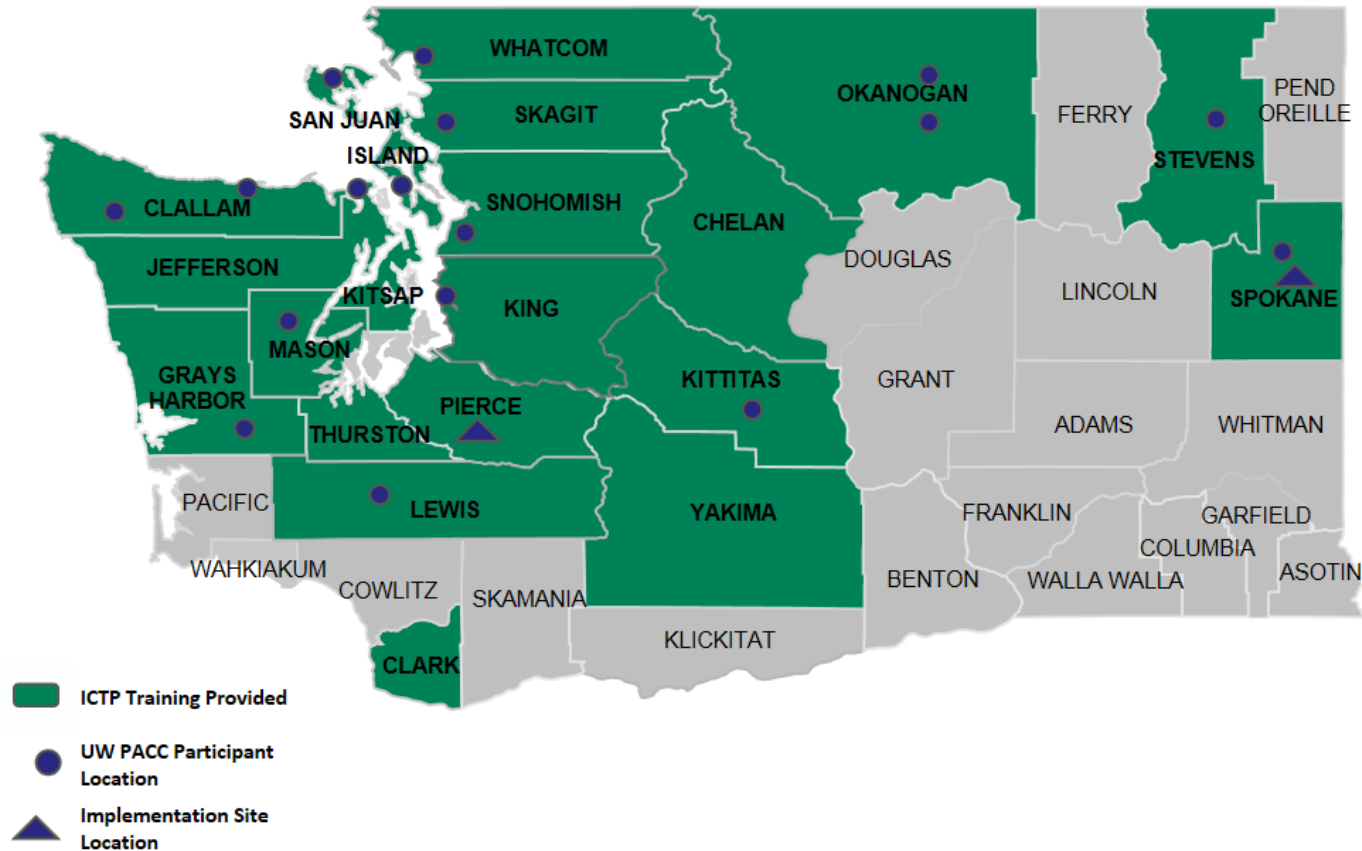 WHATCOM
OKANOGAN
PEND
OREILLE
FERRY
SAN JUAN
SKAGIT
ISLAND
STEVENS
CLALLAM
SNOHOMISH
CHELAN
JEFFERSON
DOUGLAS
KITSAP
KING
LINCOLN
SPOKANE
MASON
GRAYS
HARBOR
KITTITAS
GRANT
PIERCE
THURSTON
ADAMS
WHITMAN
PACIFIC
LEWIS
YAKIMA
FRANKLIN
GARFIELD
COLUMBIA
WAHKIAKUM
COWLITZ
SKAMANIA
BENTON
WALLA WALLA
ASOTIN
KLICKITAT
CLARK
ICTP Training Provided
UW PACC Participant
Location
Implementation Site
Location